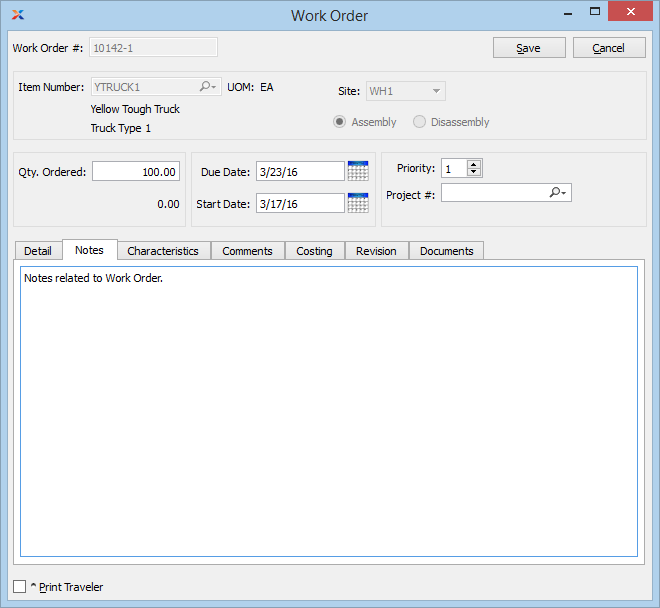 Work Order
Work Order #: 10142-1 Save Cancel
Item Number: YTRUCK1 UOM: EA Site: WH1
Yellow Tough Truck
Truck Type 1 Assembly Disassembly
Qty. Ordered: 100.00 Due Date: 3/23/16 Priority: 1
0.00 Start Date: 3/17/16 Project #:
Detail Notes Characteristics Comments Costing Revision Documents
Notes related to Work Order.
^ Print Traveler